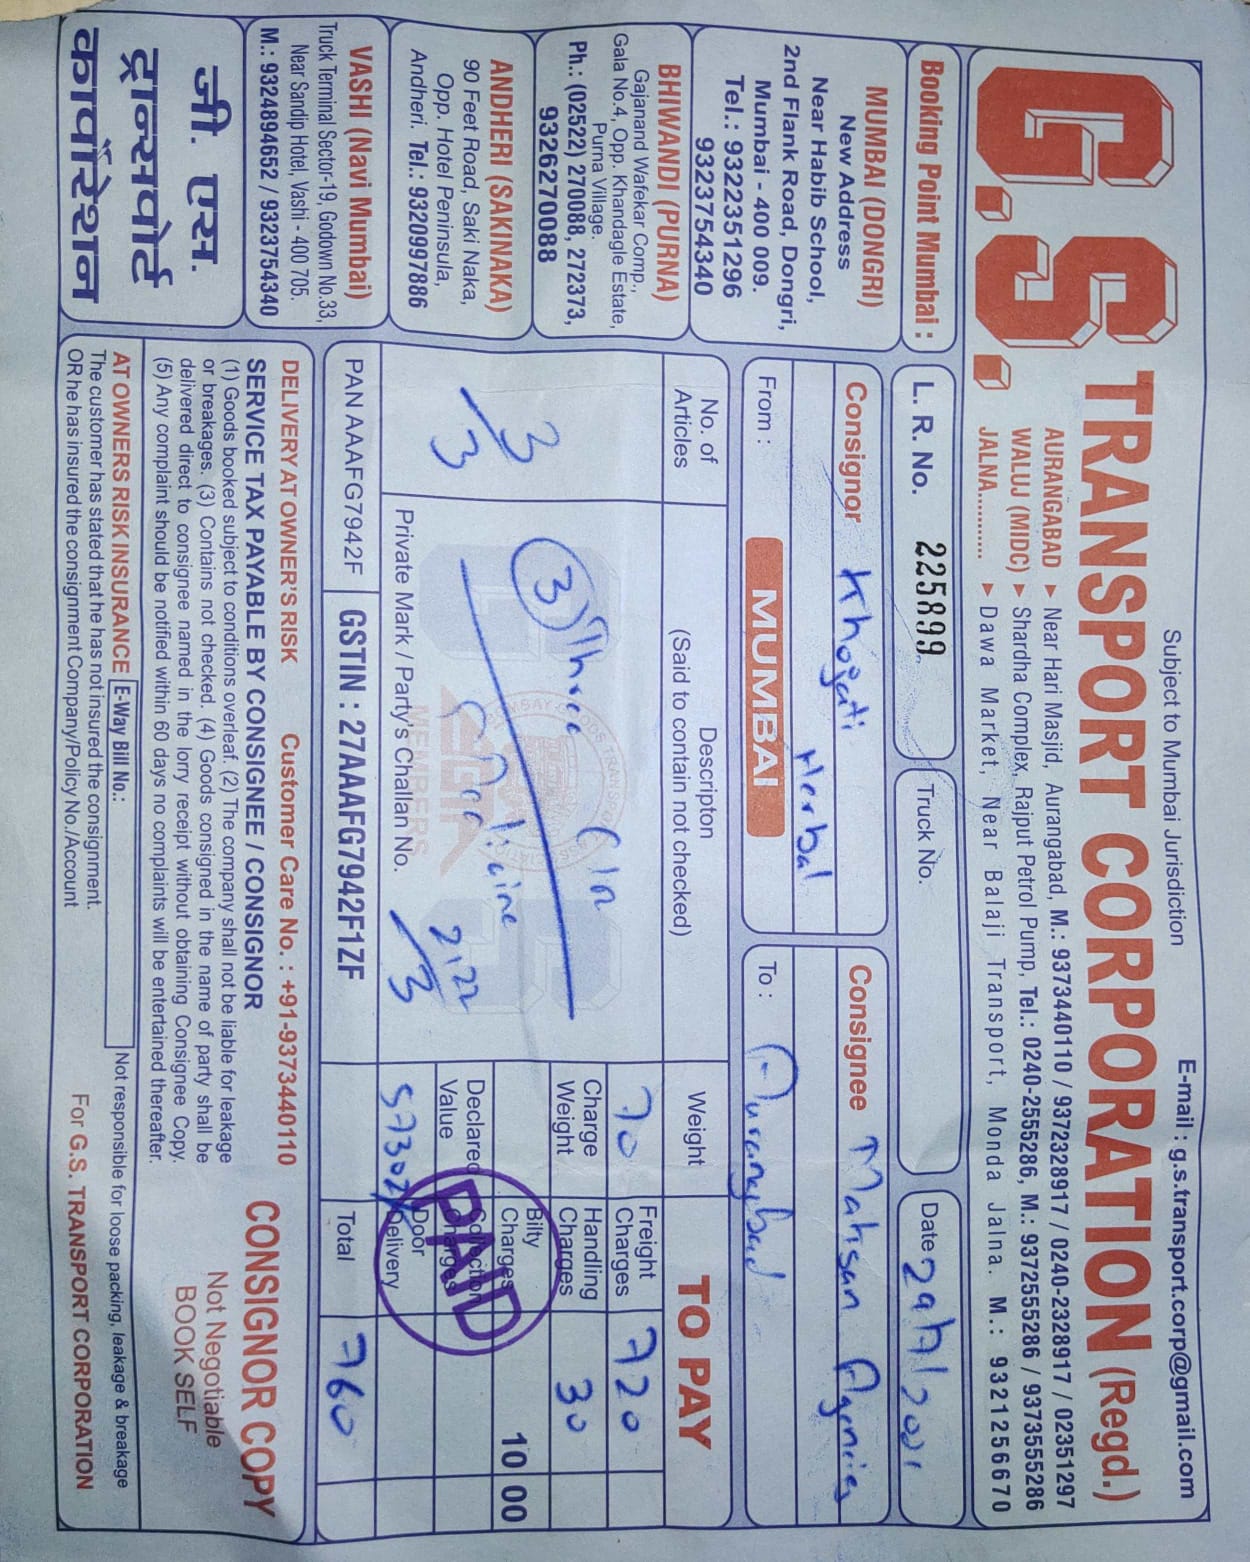 Subject to Mumbai Jurisdiction
E-mail : g.s.transport.corp@gmail.com
G.S. TRANSPORT CORPORATION (Regd.)
AURANGABAD ▸ Near Hari Masjid, Aurangabad, M.: 9373440110 / 9372328917 / 0240-2328917 / 02351297
WALUJ (MIDC) ▸ Shardha Complex, Rajput Petrol Pump, Tel.: 0240-2555286, M.: 9372555286 / 9373555286
JALNA............ ▸ Dawa Market, Near Balaji Transport, Monda Jalna. M.: 9321256670
Booking Point Mumbai :
MUMBAI (DONGRI)
New Address
Near Habib School,
2nd Flank Road, Dongri,
Mumbai - 400 009.
Tel.: 9322351296
9323754340
BHIWANDI (PURNA)
Gajanand Wafekar Comp.,
Gala No.4, Opp. Khandagle Estate,
Purna Village.
Ph.: (02522) 270088, 272373,
9326270088
ANDHERI (SAKINAKA)
90 Feet Road, Saki Naka,
Opp. Hotel Peninsula,
Andheri. Tel.: 9320997886
VASHI (Navi Mumbai)
Truck Terminal Sector-19, Godown No.33,
Near Sandip Hotel, Vashi - 400 705.
M.: 9324894652 / 9323754340
जी. एस.
ट्रान्सपोर्ट
कार्पोरेशन
L. R. No. 225899
Truck No.
Date 29/7/2021
Consignor Khogati
Herbal
Consignee Mahsan Agencies
From : MUMBAI
To : Aurangbad
No. of Articles
Descripton
(Said to contain not checked)
Weight
TO PAY
3/3
(3) Three C/n
Medicine
2,22/3
Private Mark / Party's Challan No.
70
Charge Weight
Declared Value
57302/
Freight Charges 720
Handling Charges 30
Bilty Charges 10 00
Collection Charges
Door Delivery
PAID
Total 760
PAN AAAFG7942F
GSTIN : 27AAAFG7942F1ZF
DELIVERY AT OWNER'S RISK Customer Care No. : +91-9373440110
SERVICE TAX PAYABLE BY CONSIGNEE / CONSIGNOR
(1) Goods booked subject to conditions overleaf. (2) The company shall not be liable for leakage
or breakages. (3) Contains not checked. (4) Goods consigned in the name of party shall be
delivered direct to consignee named in the lorry receipt without obtaining Consignee Copy.
(5) Any complaint should be notified within 60 days no complaints will be entertained thereafter.
CONSIGNOR COPY
Not Negotiable
BOOK SELF
AT OWNERS RISK INSURANCE E-Way Bill No.:
The customer has stated that he has not insured the consignment.
OR he has insured the consignment Company/Policy No./Account
Not responsible for loose packing, leakage & breakage
For G.S. TRANSPORT CORPORATION